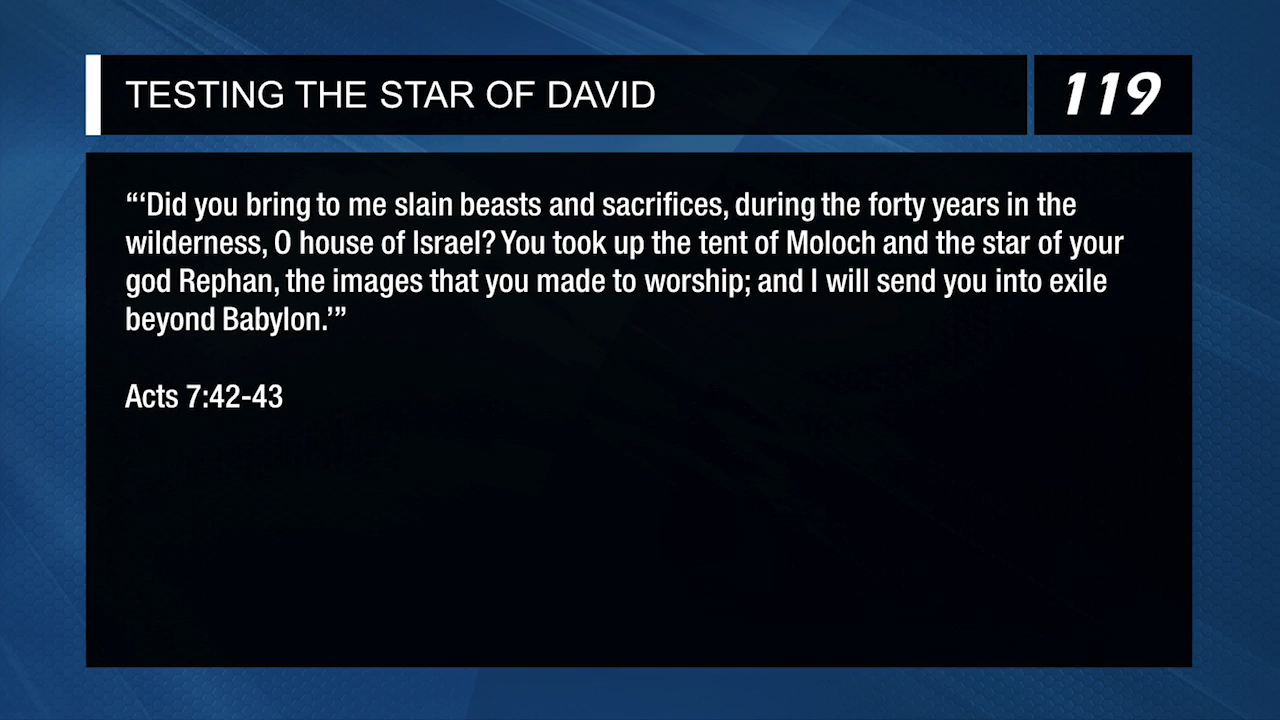 TESTING THE STAR OF DAVID
119
“‘Did you bring to me slain beasts and sacrifices, during the forty years in the
wilderness, O house of Israel? You took up the tent of Moloch and the star of your
god Rephan, the images that you made to worship; and I will send you into exile
beyond Babylon.’”
Acts 7:42-43